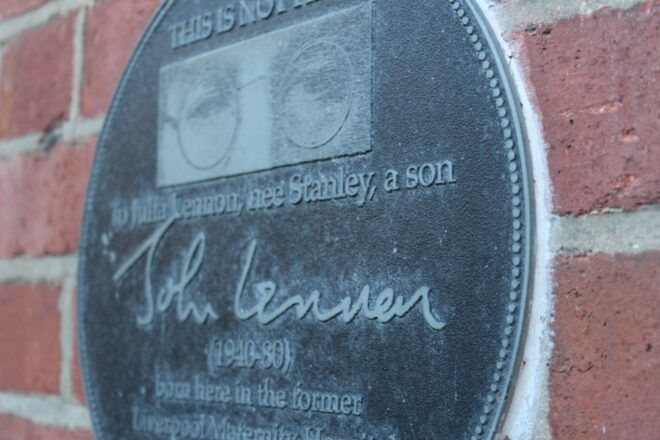 THIS IS NOT
to Julia Lennon, nee Stanley, a son
John Lennon
(1940-80)
born here in the former
Liverpool Maternity